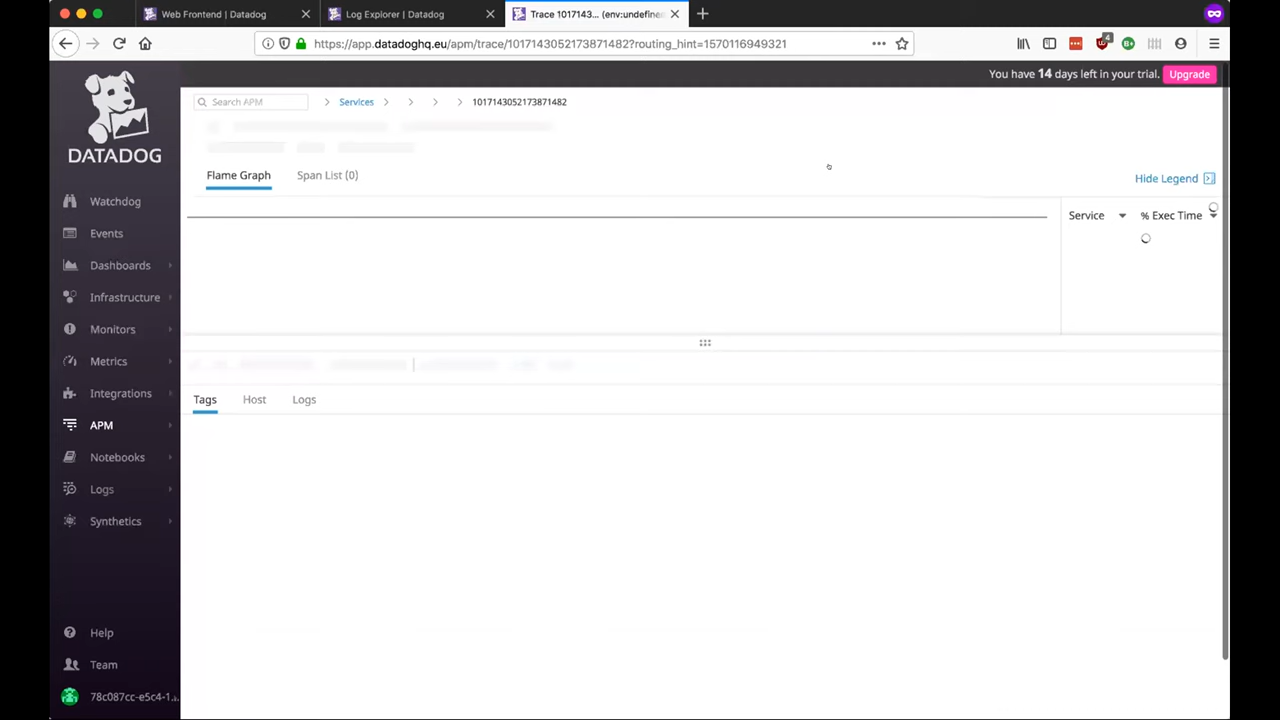 Web Frontend | Datadog
Log Explorer | Datadog
Trace 1017143... (env:undefine
https://app.datadoghq.eu/apm/trace/1017143052173871482?routing_hint=1570116949321
4
You have 14 days left in your trial. Upgrade
DATADOG
Search APM
Services
1017143052173871482
Flame Graph
Span List (0)
Hide Legend
Service
% Exec Time
Tags
Host
Logs
Watchdog
Events
Dashboards
Infrastructure
Monitors
Metrics
Integrations
APM
Notebooks
Logs
Synthetics
Help
Team
78c087cc-e5c4-1...